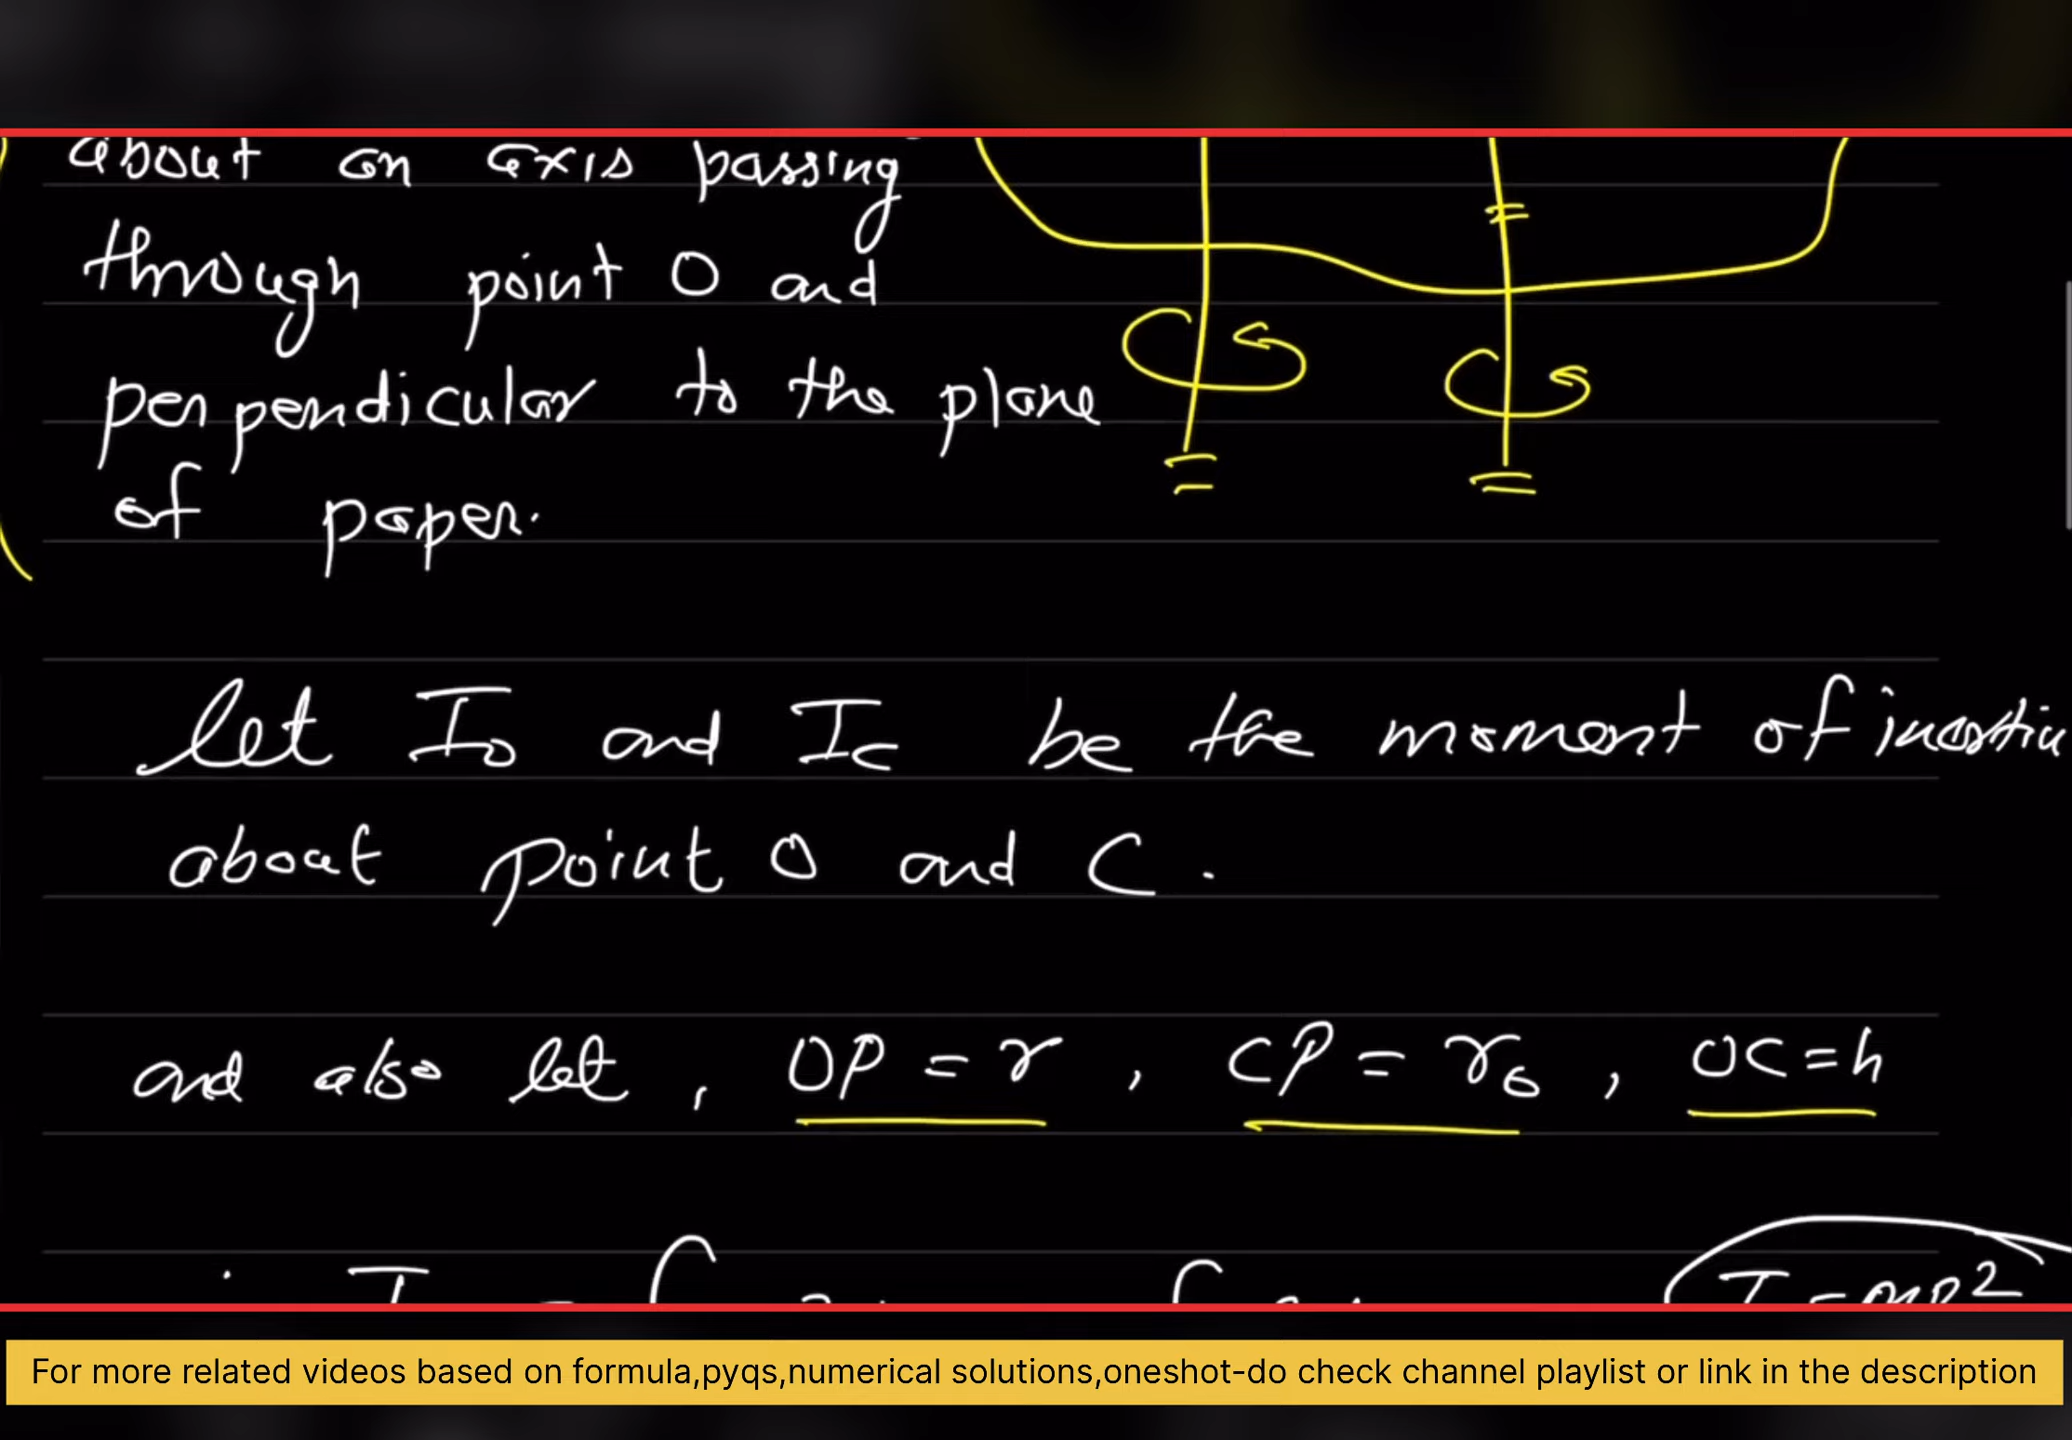 about an axis passing
through point O and
perpendicular to the plane
of paper.
let I₀ and Ic be the moment of inertia
about point O and C.
and also let, OP = r, CP = r₀, OC = h
For more related videos based on formula,pyqs,numerical solutions,oneshot-do check channel playlist or link in the description